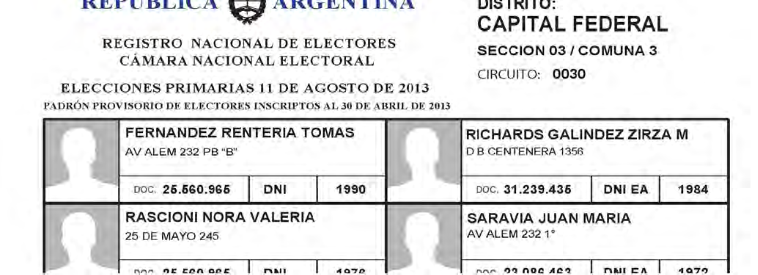 REPÚBLICA ARGENTINA
REGISTRO NACIONAL DE ELECTORES
CÁMARA NACIONAL ELECTORAL
ELECCIONES PRIMARIAS 11 DE AGOSTO DE 2013
PADRÓN PROVISORIO DE ELECTORES INSCRIPTOS AL 30 DE ABRIL DE 2013
DISTRITO:
CAPITAL FEDERAL
SECCION 03 / COMUNA 3
CIRCUITO: 0030
FERNANDEZ RENTERIA TOMAS
AV ALEM 232 PB "B"
DOC. 25.560.965 DNI 1990
RICHARDS GALINDEZ ZIRZA M
D B CENTENERA 1356
DOC. 31.239.435 DNI EA 1984
RASCIONI NORA VALERIA
25 DE MAYO 245
DOC. 25.560.965 DNI 1976
SARAVIA JUAN MARIA
AV ALEM 232 1°
DOC. 23.086.463 DNI EA 1972